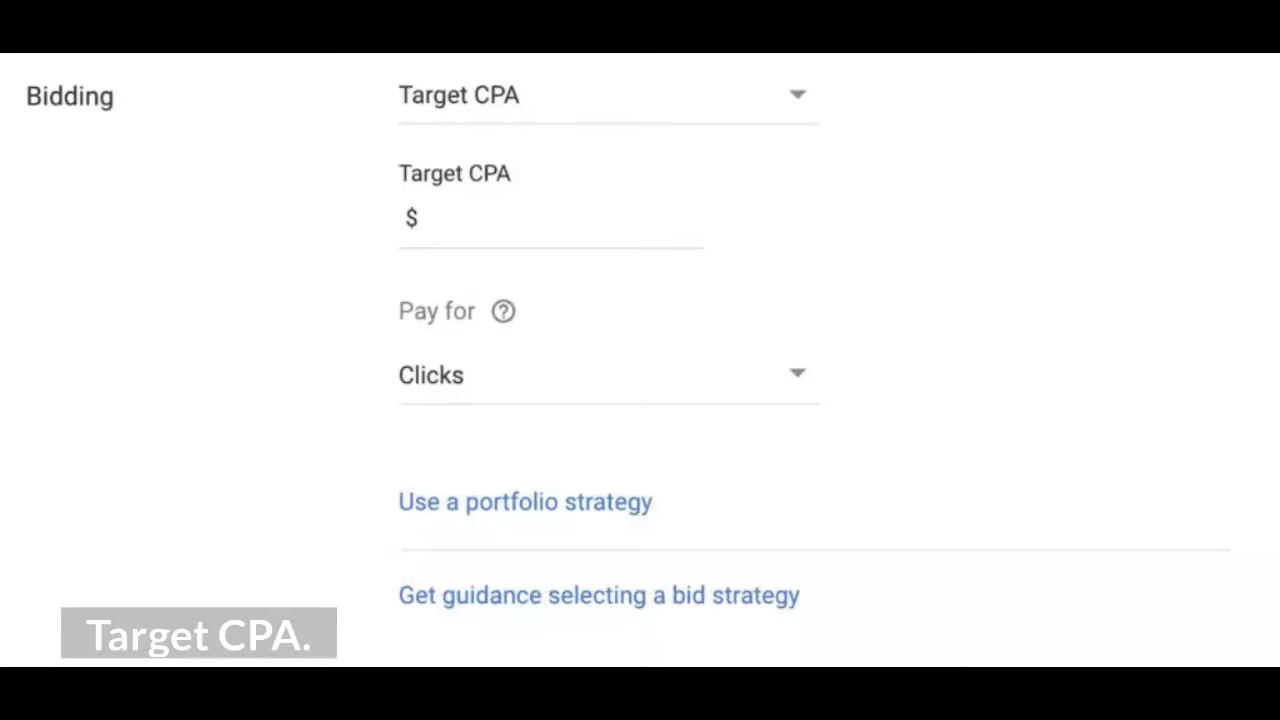 Bidding
Target CPA
Target CPA
$
Pay for ?
Clicks
Use a portfolio strategy
Get guidance selecting a bid strategy
Target CPA.